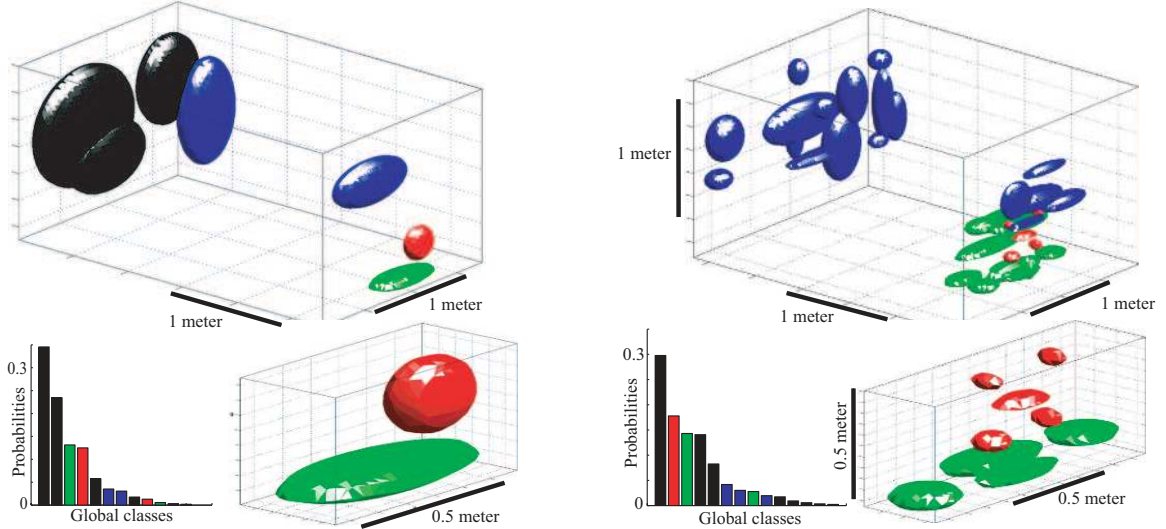 1 meter
1 meter
1 meter
1 meter
1 meter
0.3
0
Probabilities
Global classes
0.5 meter
0.3
0
Probabilities
Global classes
0.5 meter
0.5 meter